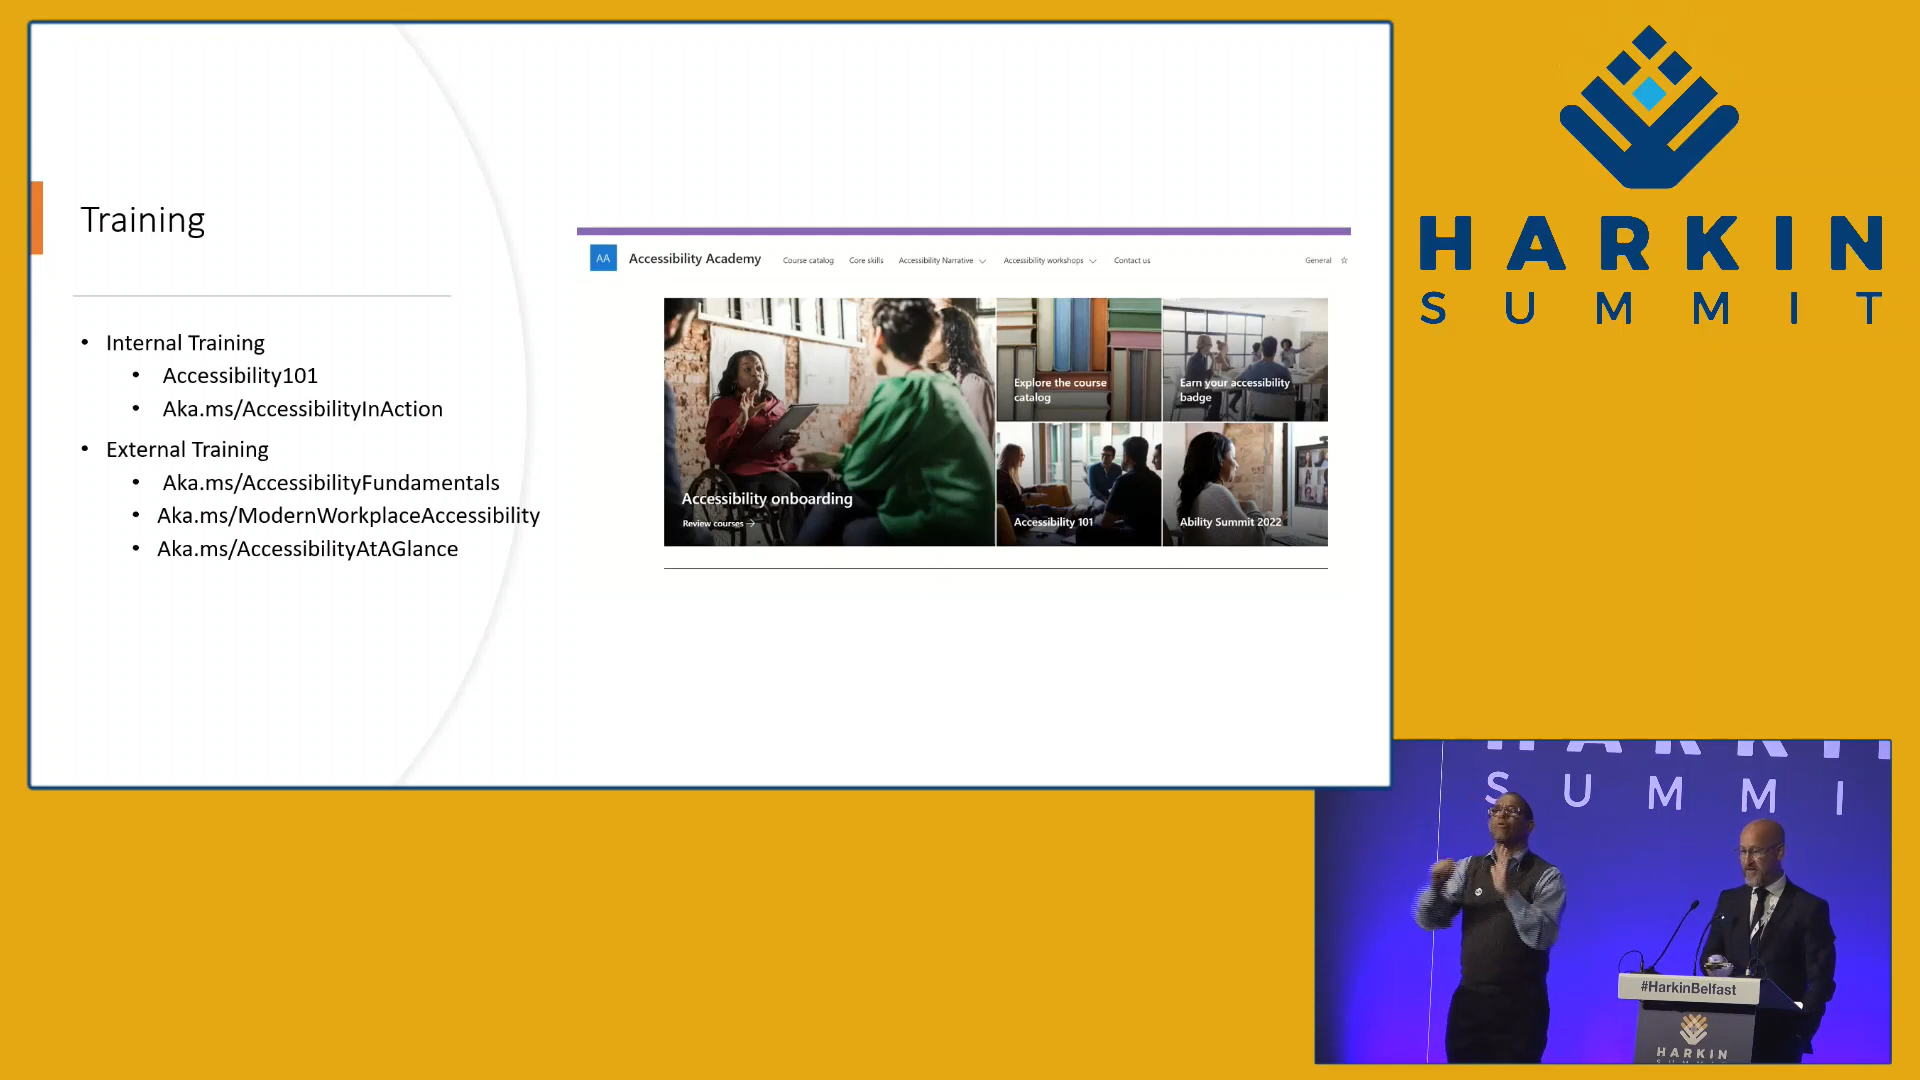 Training
• Internal Training
• Accessibility101
• Aka.ms/AccessibilityInAction
• External Training
• Aka.ms/AccessibilityFundamentals
• Aka.ms/ModernWorkplaceAccessibility
• Aka.ms/AccessibilityAtAGlance
AA Accessibility Academy Course catalog Core skills Accessibility Narrative Accessibility workshops Contact us General
Explore the course
catalog
Earn your accessibility
badge
Accessibility onboarding
Review courses →
Accessibility 101
Ability Summit 2022
HARKIN
SUMMIT
HARKI
SUMMI
#HarkinBelfast
HARKIN